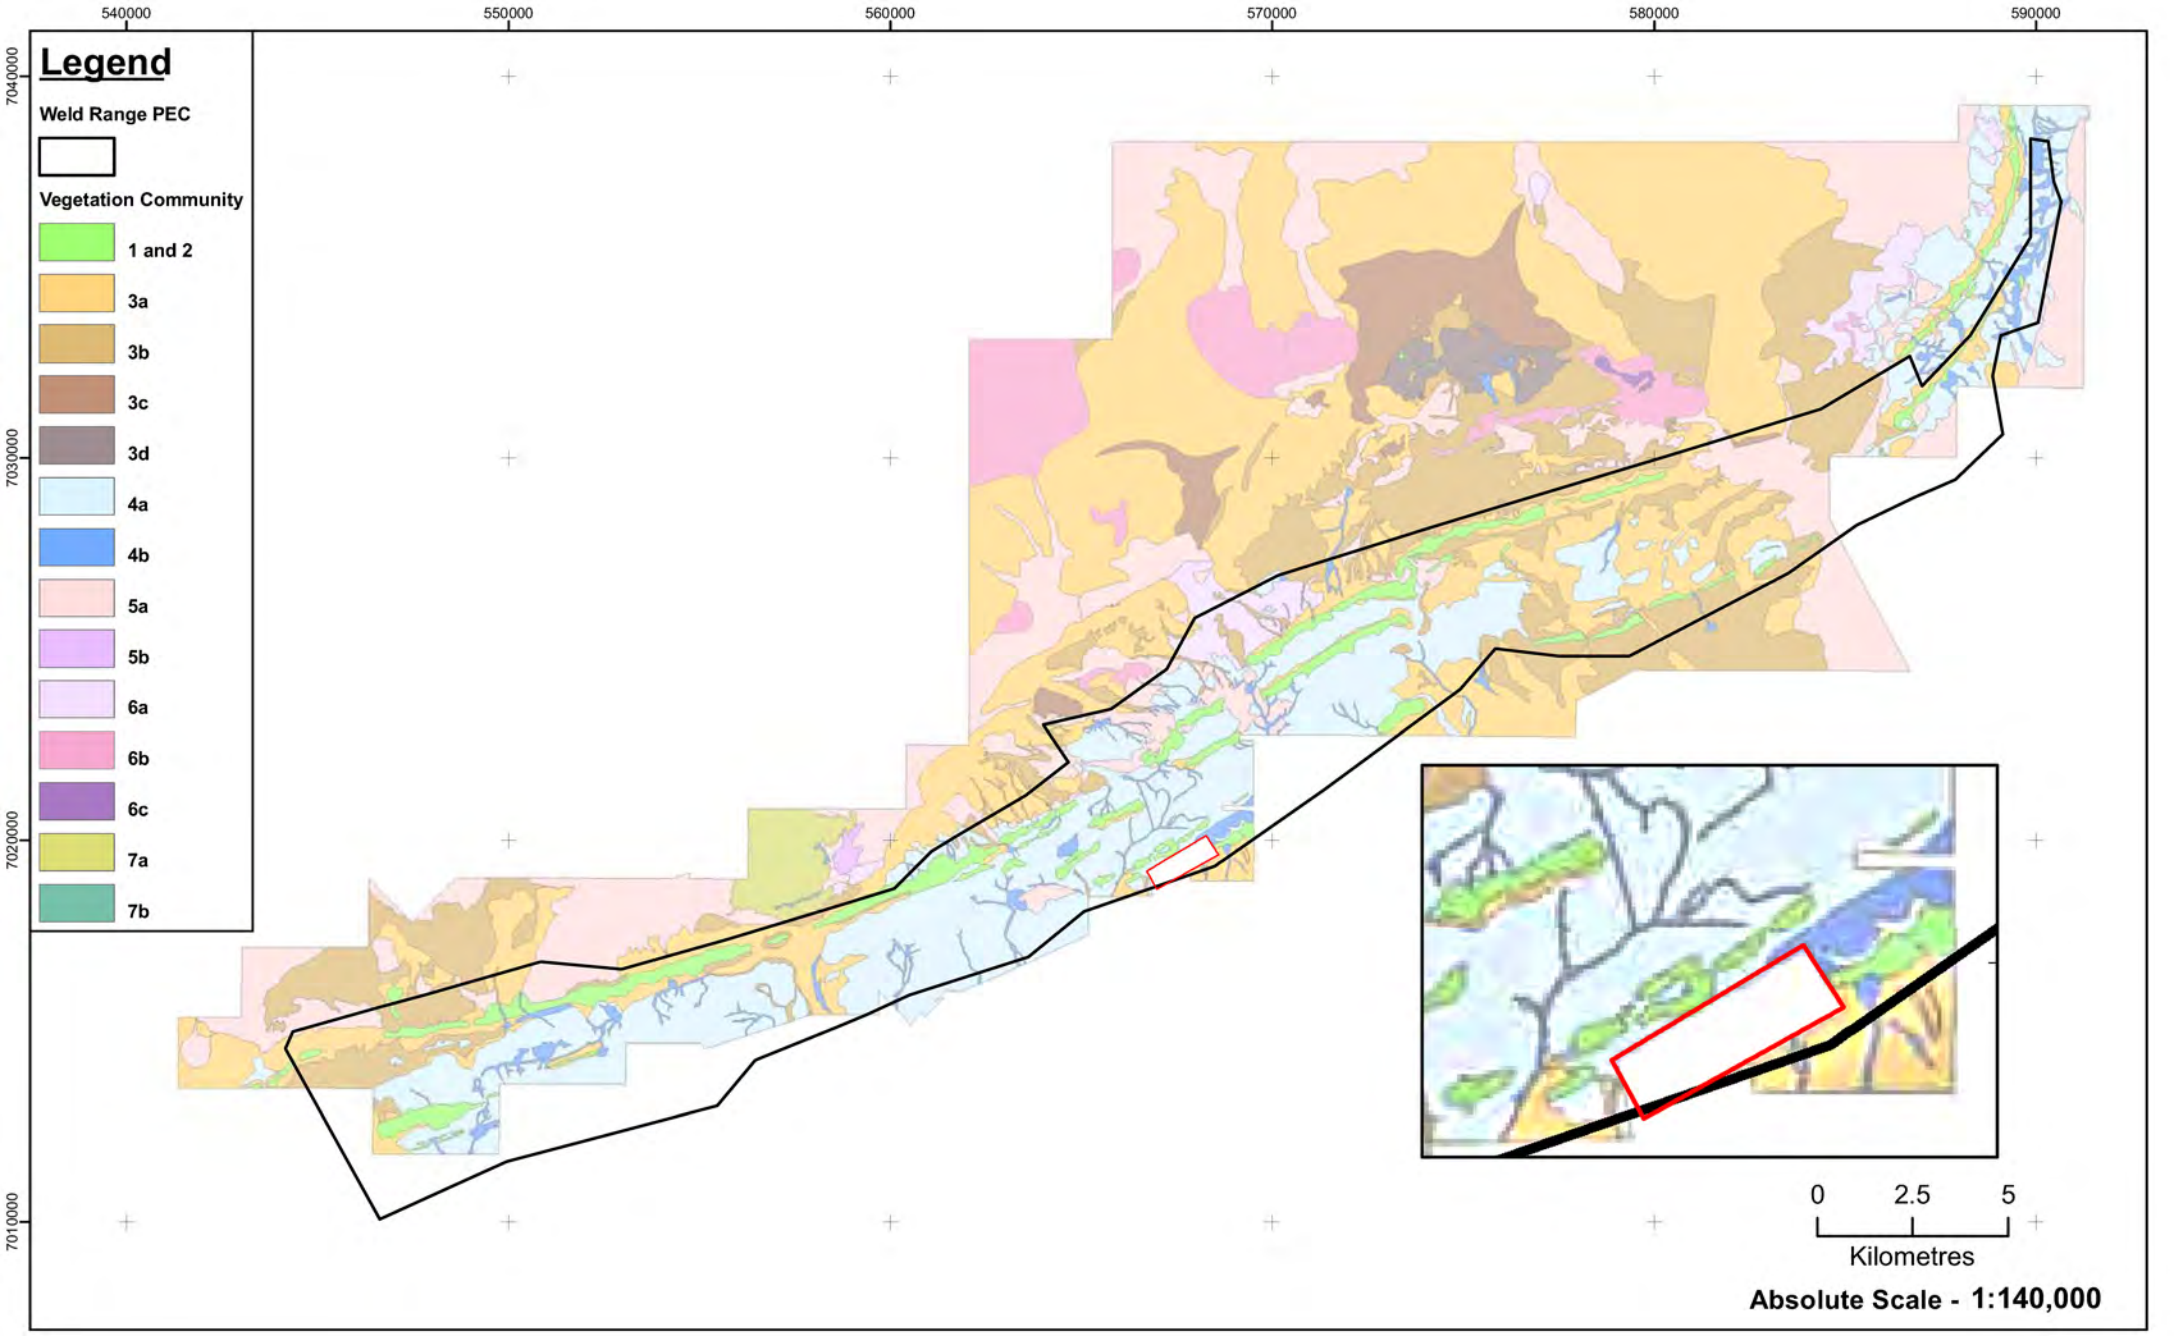 540000 550000 560000 570000 580000 590000
7040000
7030000
7020000
7010000
Legend
Weld Range PEC
Vegetation Community
1 and 2
3a
3b
3c
3d
4a
4b
5a
5b
6a
6b
6c
7a
7b
0 2.5 5
Kilometres
Absolute Scale - 1:140,000